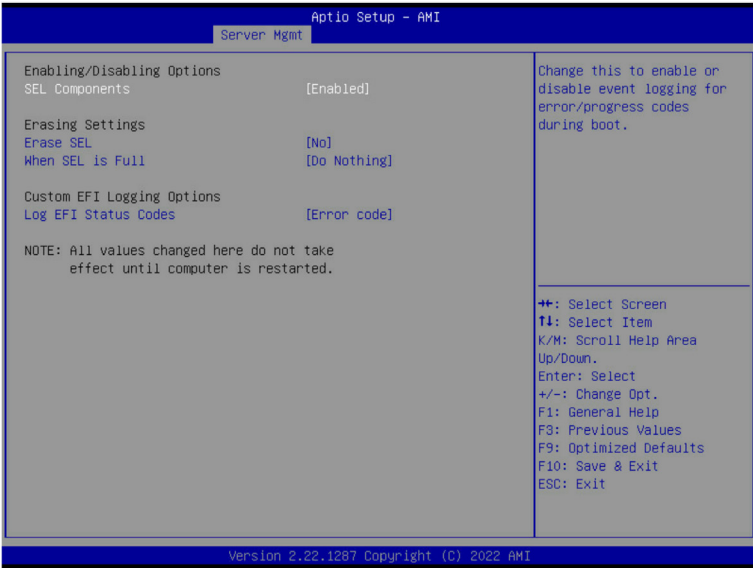 Aptio Setup – AMI
Server Mgmt
Enabling/Disabling Options
SEL Components [Enabled]
Erasing Settings
Erase SEL [No]
When SEL is Full [Do Nothing]
Custom EFI Logging Options
Log EFI Status Codes [Error code]
NOTE: All values changed here do not take
effect until computer is restarted.
Change this to enable or
disable event logging for
error/progress codes
during boot.
→←: Select Screen
↑↓: Select Item
K/M: Scroll Help Area
Up/Down.
Enter: Select
+/-: Change Opt.
F1: General Help
F3: Previous Values
F9: Optimized Defaults
F10: Save & Exit
ESC: Exit
Version 2.22.1287 Copyright (C) 2022 AMI